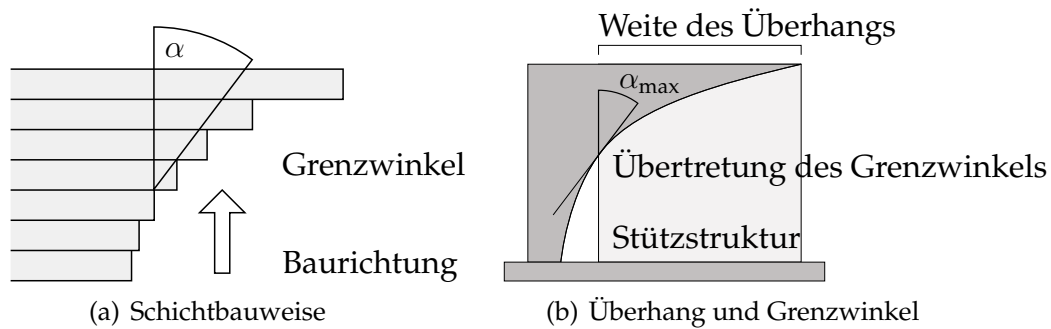 α
Grenzwinkel
Baurichtung
(a) Schichtbauweise
Weite des Überhangs
αmax
Übertretung des Grenzwinkels
Stützstruktur
(b) Überhang und Grenzwinkel